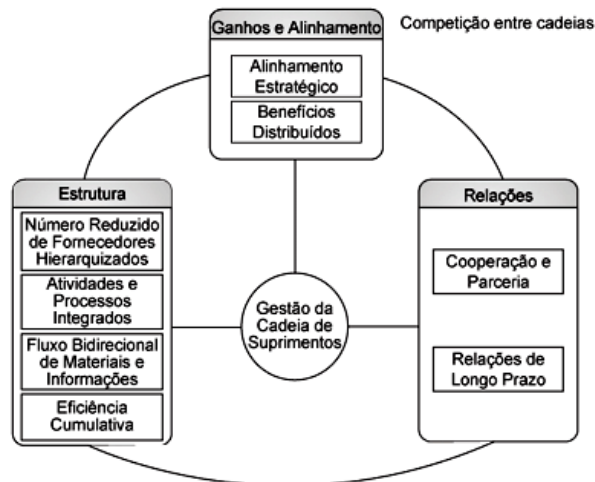 Ganhos e Alinhamento
Competição entre cadeias
Alinhamento
Estratégico
Benefícios
Distribuídos
Estrutura
Número Reduzido
de Fornecedores
Hierarquizados
Atividades e
Processos
Integrados
Fluxo Bidirecional
de Materiais e
Informações
Eficiência
Cumulativa
Gestão da
Cadeia de
Suprimentos
Relações
Cooperação e
Parceria
Relações de
Longo Prazo